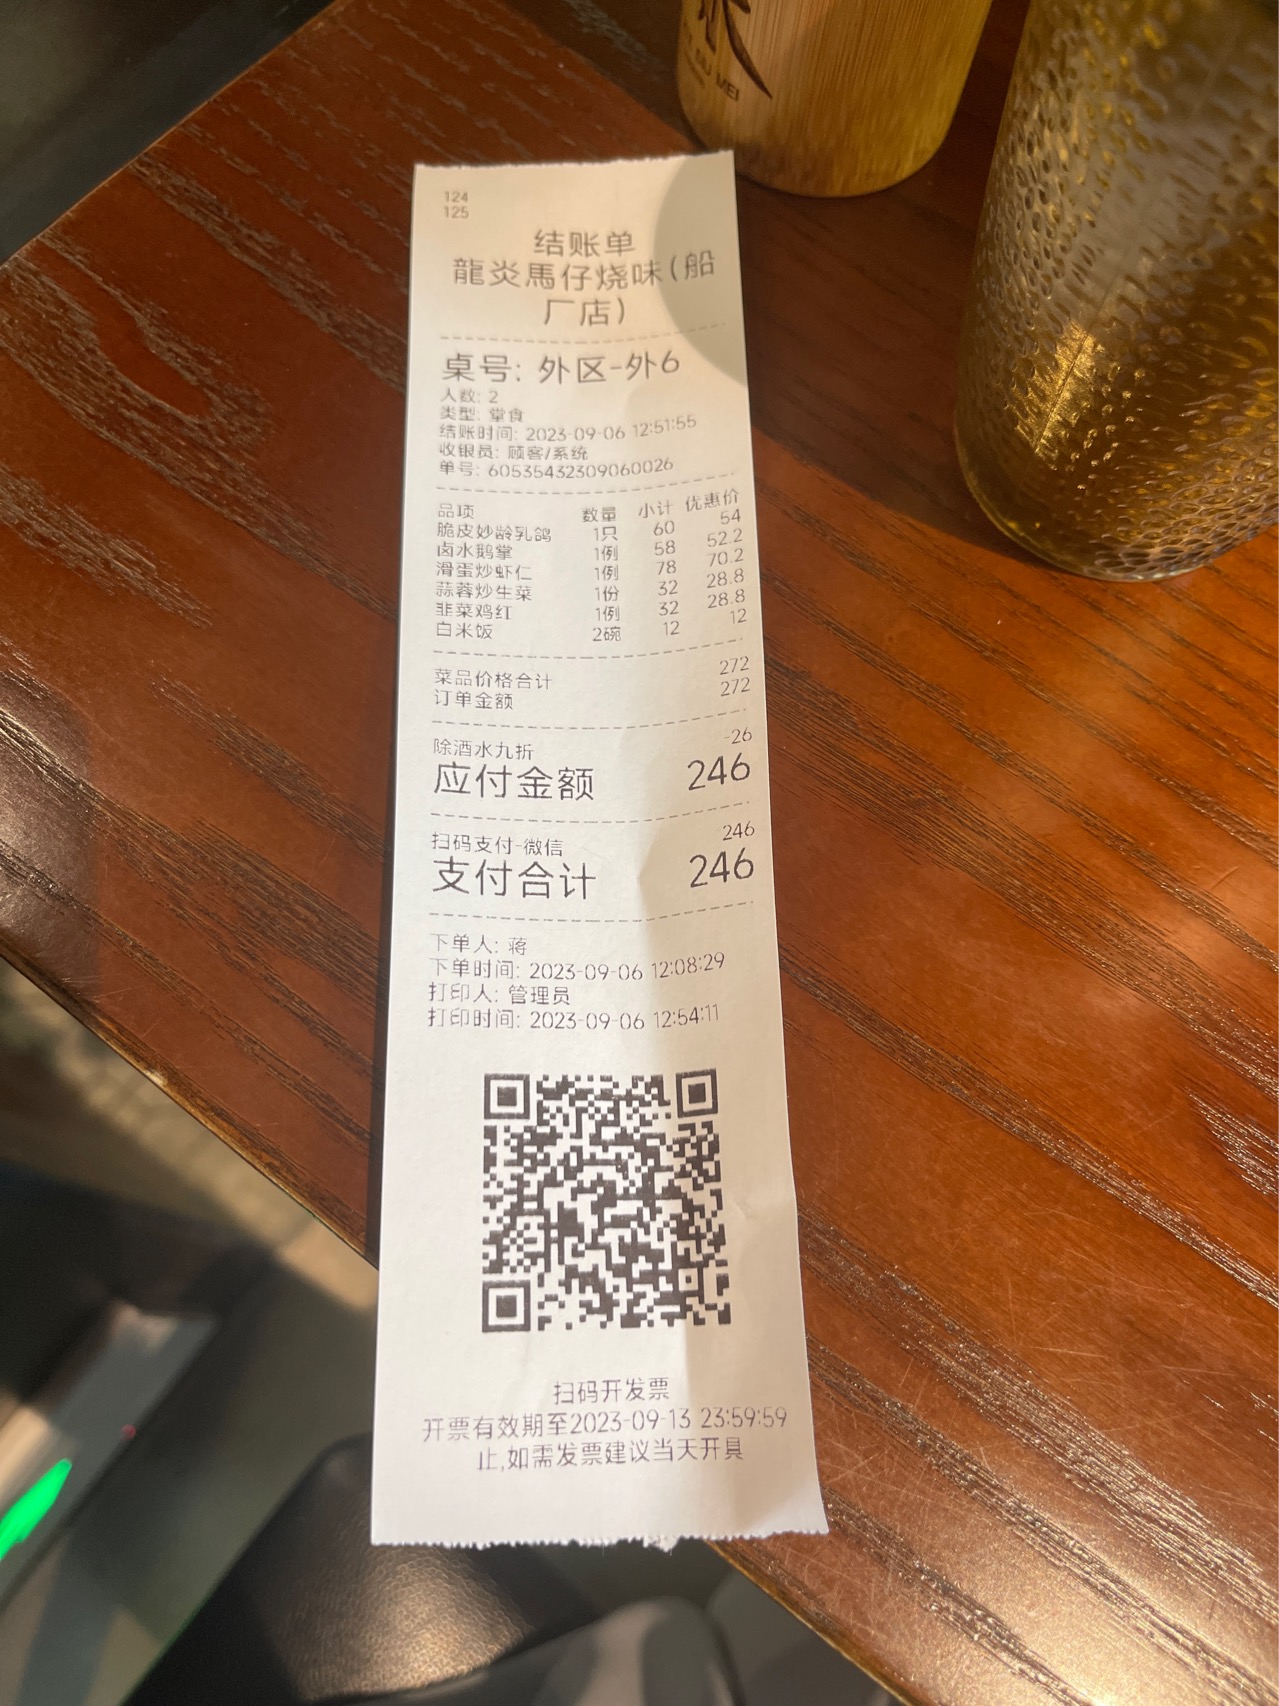 DU MEI
124
125
结账单
龍炎馬仔烧味(船
厂店)
桌号: 外区-外6
人数: 2
类型: 堂食
结账时间: 2023-09-06 12:51:55
收银员: 顾客/系统
单号: 60535432309060026
品项 数量 小计 优惠价
脆皮妙龄乳鸽 1只 60 54
卤水鹅掌 1例 58 52.2
滑蛋炒虾仁 1例 78 70.2
蒜蓉炒生菜 1份 32 28.8
韭菜鸡红 1例 32 28.8
白米饭 2碗 12 12
菜品价格合计 272
订单金额 272
除酒水九折 -26
应付金额 246
扫码支付-微信 246
支付合计 246
下单人: 蒋
下单时间: 2023-09-06 12:08:29
打印人: 管理员
打印时间: 2023-09-06 12:54:11
扫码开发票
开票有效期至2023-09-13 23:59:59
止,如需发票建议当天开具